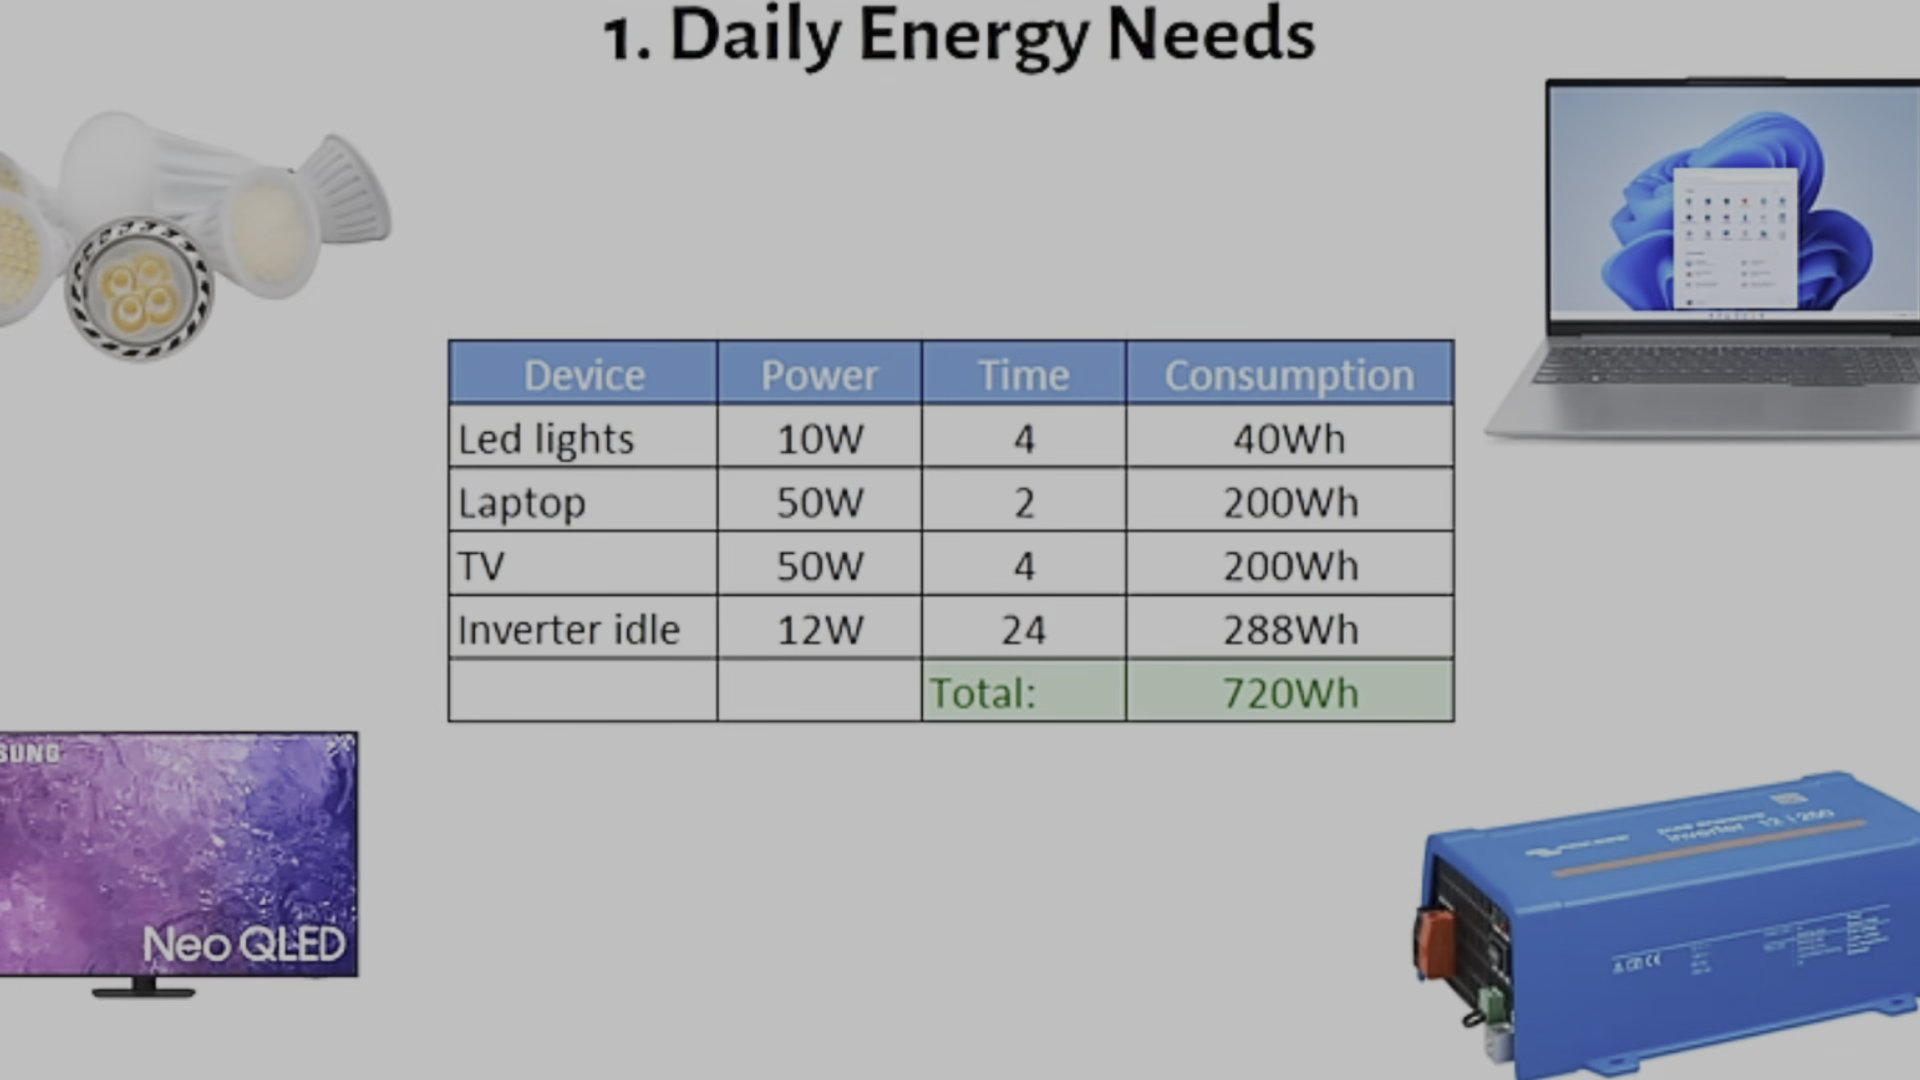 1. Daily Energy Needs
Device Power Time Consumption
Led lights 10W 4 40Wh
Laptop 50W 2 200Wh
TV 50W 4 200Wh
Inverter idle 12W 24 288Wh
Total: 720Wh
SUNG
Neo QLED